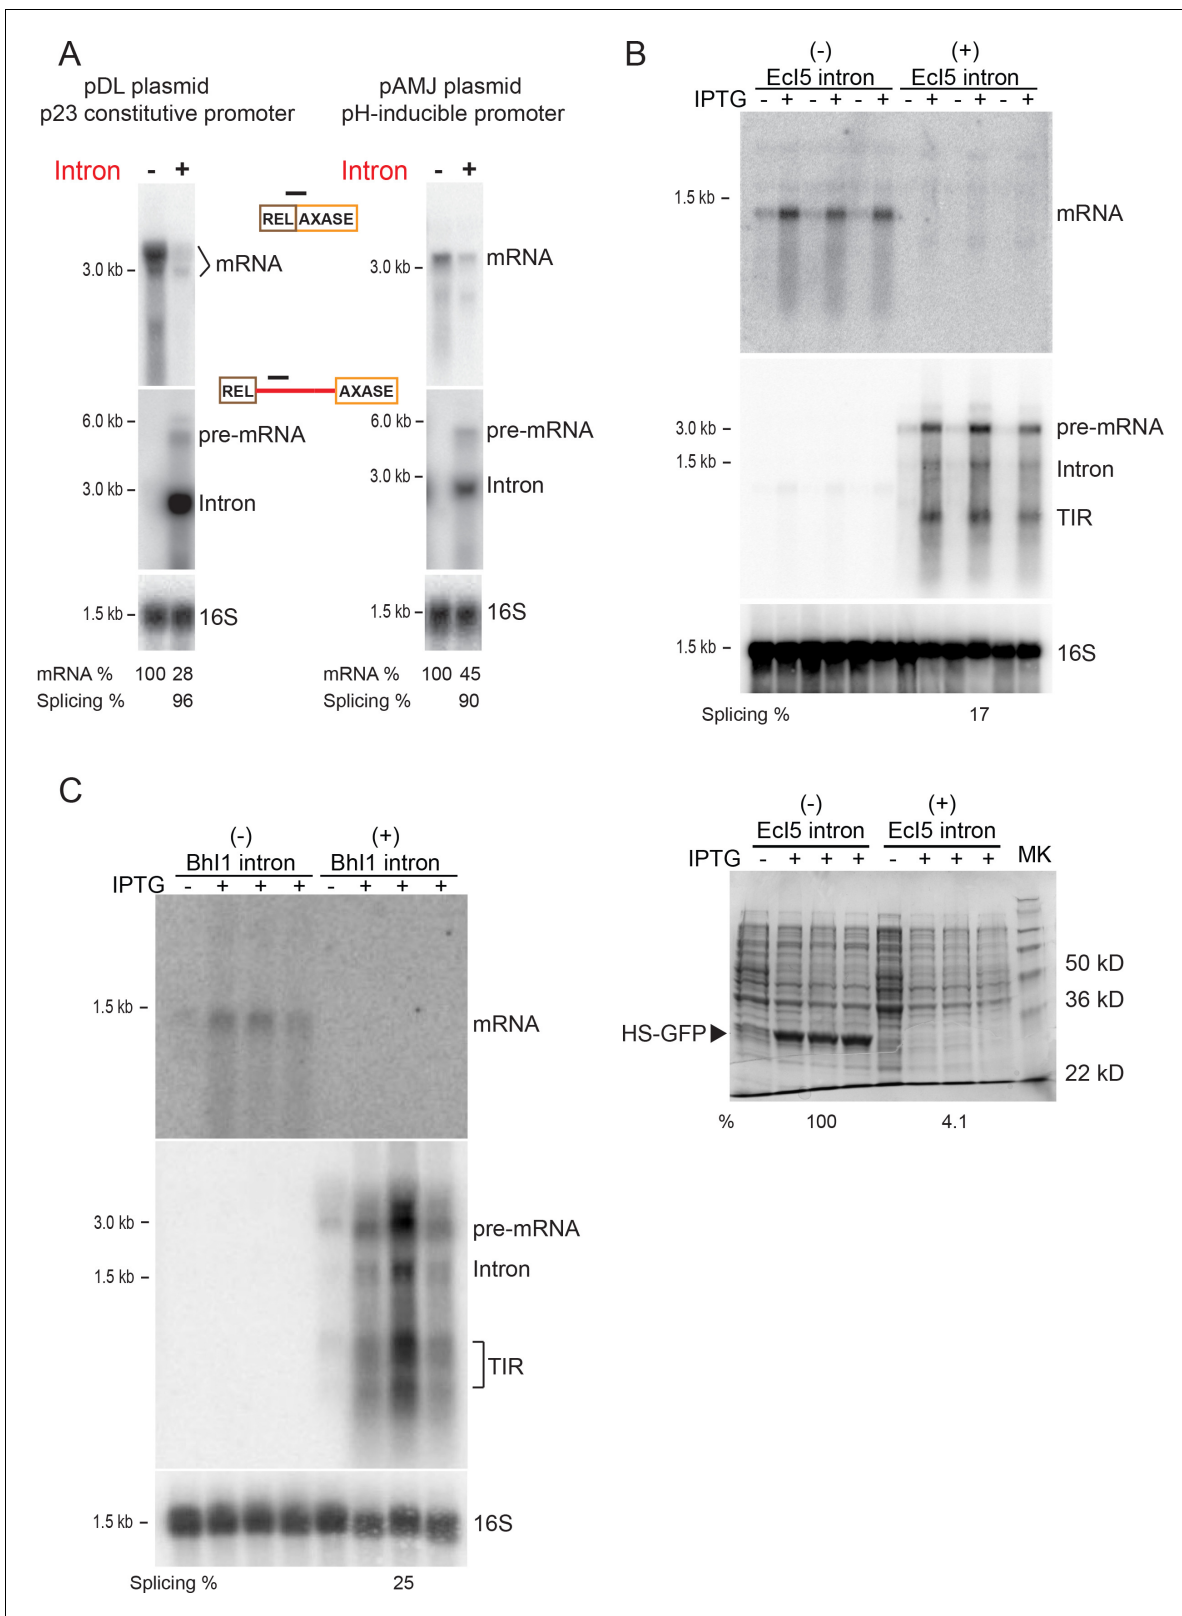 A
pDL plasmid
p23 constitutive promoter
pAMJ plasmid
pH-inducible promoter
Intron - +
Intron - +
REL AXASE
3.0 kb
mRNA
3.0 kb
mRNA
REL AXASE
6.0 kb
pre-mRNA
3.0 kb
Intron
6.0 kb
pre-mRNA
3.0 kb
Intron
1.5 kb
16S
1.5 kb
16S
mRNA % 100 28
Splicing % 96
mRNA % 100 45
Splicing % 90
B
(-) (+)
EcI5 intron EcI5 intron
IPTG - + - + - + - + - + - +
1.5 kb
mRNA
3.0 kb
pre-mRNA
1.5 kb
Intron
TIR
1.5 kb
16S
Splicing % 17
(-) (+)
EcI5 intron EcI5 intron
IPTG - + + + - + + + MK
50 kD
36 kD
HS-GFP
22 kD
% 100 4.1
C
(-) (+)
BhI1 intron BhI1 intron
IPTG - + + + - + + +
1.5 kb
mRNA
3.0 kb
pre-mRNA
1.5 kb
Intron
TIR
1.5 kb
16S
Splicing % 25